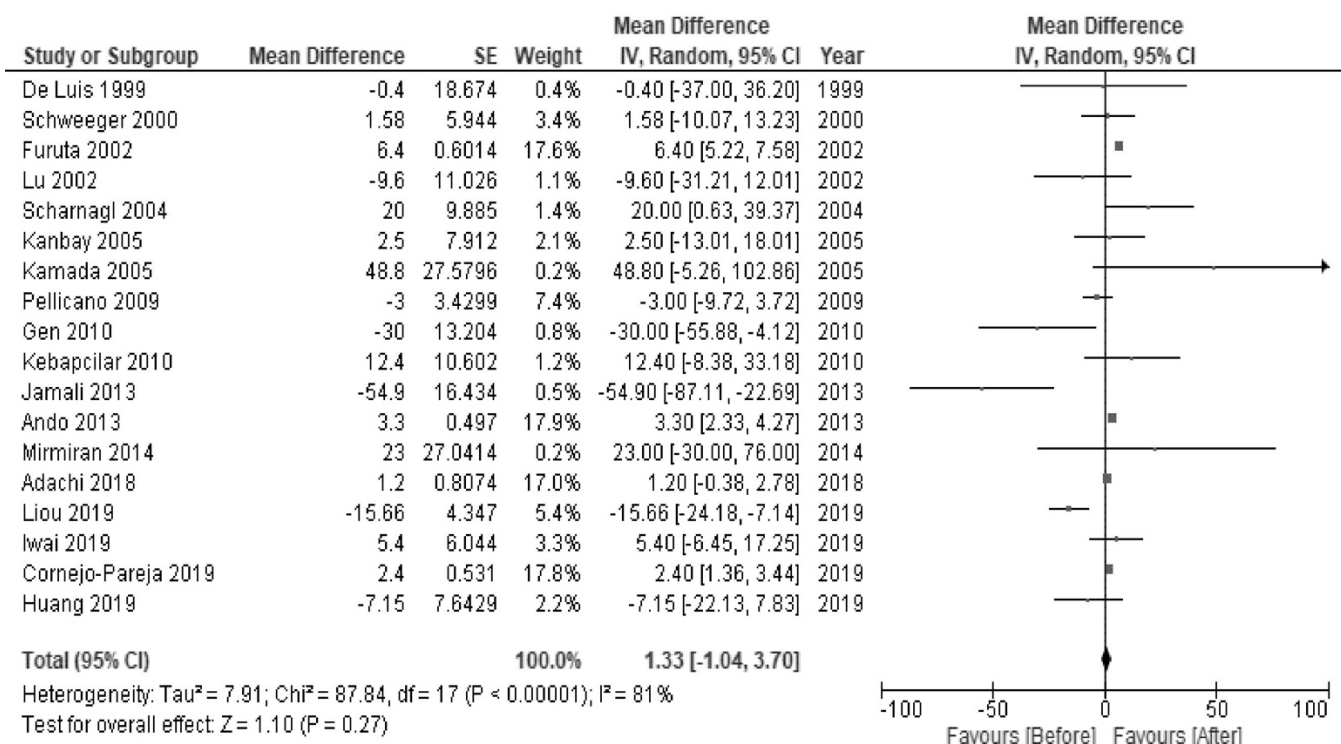 Mean Difference Mean Difference
Study or Subgroup Mean Difference SE Weight IV, Random, 95% CI Year IV, Random, 95% CI
De Luis 1999 -0.4 18.674 0.4% -0.40 [-37.00, 36.20] 1999
Schweeger 2000 1.58 5.944 3.4% 1.58 [-10.07, 13.23] 2000
Furuta 2002 6.4 0.6014 17.6% 6.40 [5.22, 7.58] 2002
Lu 2002 -9.6 11.026 1.1% -9.60 [-31.21, 12.01] 2002
Scharnagl 2004 20 9.885 1.4% 20.00 [0.63, 39.37] 2004
Kanbay 2005 2.5 7.912 2.1% 2.50 [-13.01, 18.01] 2005
Kamada 2005 48.8 27.5796 0.2% 48.80 [-5.26, 102.86] 2005
Pellicano 2009 -3 3.4299 7.4% -3.00 [-9.72, 3.72] 2009
Gen 2010 -30 13.204 0.8% -30.00 [-55.88, -4.12] 2010
Kebapcilar 2010 12.4 10.602 1.2% 12.40 [-8.38, 33.18] 2010
Jamali 2013 -54.9 16.434 0.5% -54.90 [-87.11, -22.69] 2013
Ando 2013 3.3 0.497 17.9% 3.30 [2.33, 4.27] 2013
Mirmiran 2014 23 27.0414 0.2% 23.00 [-30.00, 76.00] 2014
Adachi 2018 1.2 0.8074 17.0% 1.20 [-0.38, 2.78] 2018
Liou 2019 -15.66 4.347 5.4% -15.66 [-24.18, -7.14] 2019
Iwai 2019 5.4 6.044 3.3% 5.40 [-6.45, 17.25] 2019
Cornejo-Pareja 2019 2.4 0.531 17.8% 2.40 [1.36, 3.44] 2019
Huang 2019 -7.15 7.6429 2.2% -7.15 [-22.13, 7.83] 2019
Total (95% CI) 100.0% 1.33 [-1.04, 3.70]
Heterogeneity: Tau² = 7.91; Chi² = 87.84, df = 17 (P < 0.00001); I² = 81%
Test for overall effect: Z = 1.10 (P = 0.27)
-100 -50 0 50 100
Favours [Before] Favours [After]